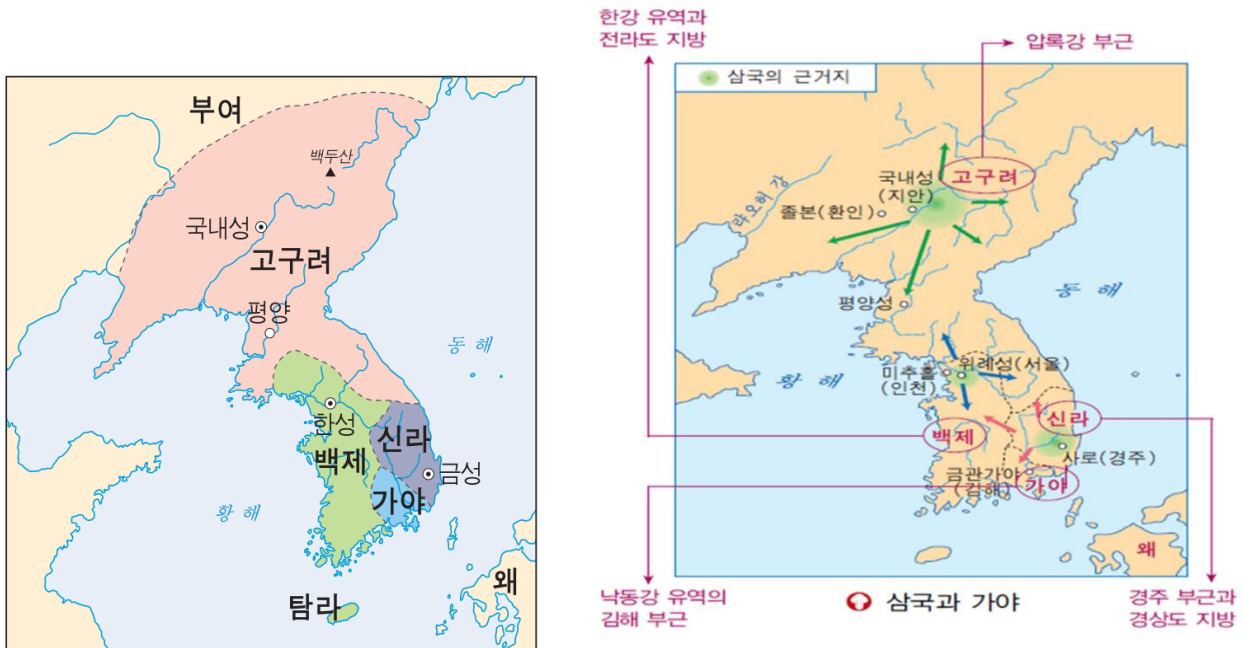 부여
백두산
국내성
고구려
평양
동해
한성
신라
백제
금성
가야
황해
왜
탐라
한강 유역과
전라도 지방
압록강 부근
삼국의 근거지
랴오허 강
국내성
(지안)
고구려
졸본(환인)
동해
평양성
위례성(서울)
미추홀
(인천)
황해
신라
백제
사로(경주)
금관가야
(김해)
가야
왜
낙동강 유역의
김해 부근
삼국과 가야
경주 부근과
경상도 지방